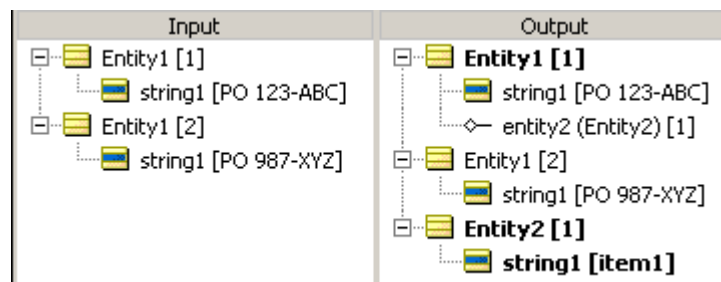 Input
Entity1 [1]
string1 [PO 123-ABC]
Entity1 [2]
string1 [PO 987-XYZ]
Output
Entity1 [1]
string1 [PO 123-ABC]
entity2 (Entity2) [1]
Entity1 [2]
string1 [PO 987-XYZ]
Entity2 [1]
string1 [item1]